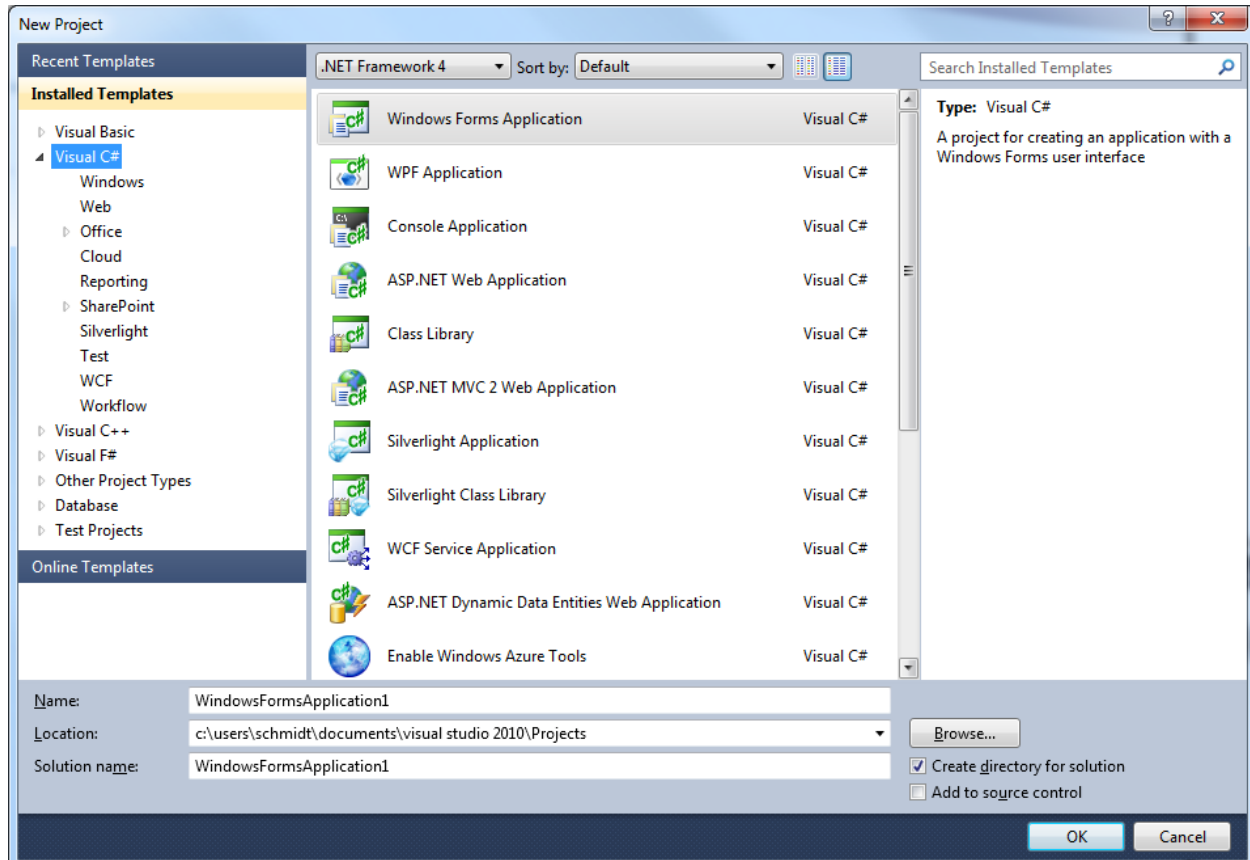 New Project
Recent Templates
Installed Templates
Visual Basic
Visual C#
Windows
Web
Office
Cloud
Reporting
SharePoint
Silverlight
Test
WCF
Workflow
Visual C++
Visual F#
Other Project Types
Database
Test Projects
Online Templates
.NET Framework 4 Sort by: Default
Windows Forms Application Visual C#
WPF Application Visual C#
Console Application Visual C#
ASP.NET Web Application Visual C#
Class Library Visual C#
ASP.NET MVC 2 Web Application Visual C#
Silverlight Application Visual C#
Silverlight Class Library Visual C#
WCF Service Application Visual C#
ASP.NET Dynamic Data Entities Web Application Visual C#
Enable Windows Azure Tools Visual C#
Search Installed Templates
Type: Visual C#
A project for creating an application with a
Windows Forms user interface
Name: WindowsFormsApplication1
Location: c:\users\schmidt\documents\visual studio 2010\Projects
Browse...
Solution name: WindowsFormsApplication1
Create directory for solution
Add to source control
OK Cancel